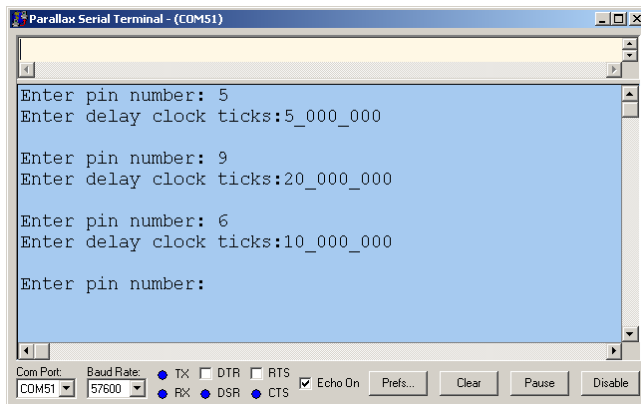 Parallax Serial Terminal - (COM51)
Enter pin number: 5
Enter delay clock ticks:5_000_000
Enter pin number: 9
Enter delay clock ticks:20_000_000
Enter pin number: 6
Enter delay clock ticks:10_000_000
Enter pin number:
Com Port: Baud Rate:
COM51 57600 TX DTR RTS
RX DSR CTS Echo On Prefs... Clear Pause Disable